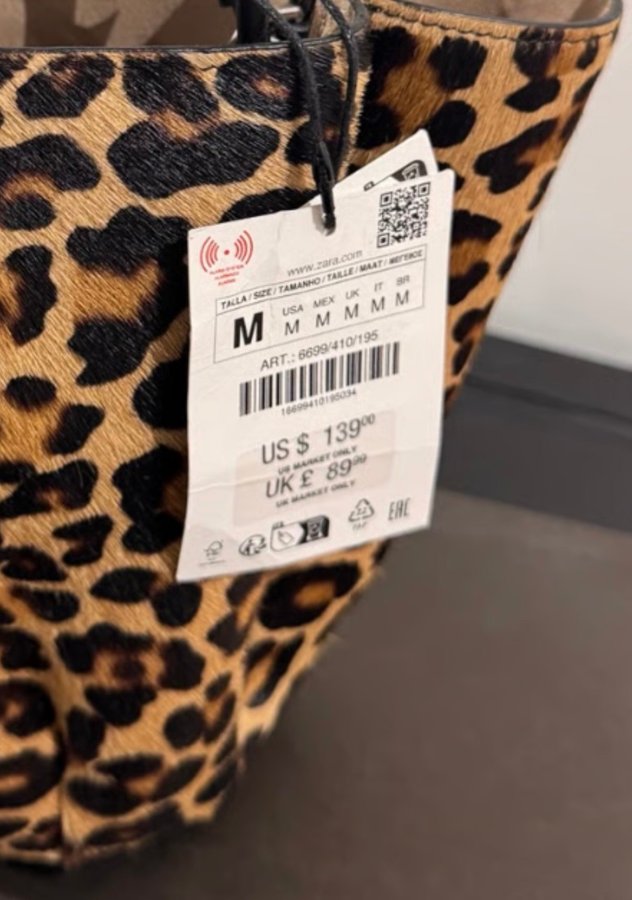 www.zara.com
TALLA / SIZE / TAMANHO / TAILLE / MAAT / ΜΕΓΕΘΟΣ
M
USA MEX UK IT BR
M M M M M
ART.: 6699/410/195
16699410195034
US $ 139.00
US MARKET ONLY
UK £ 89.99
UK MARKET ONLY
EAC